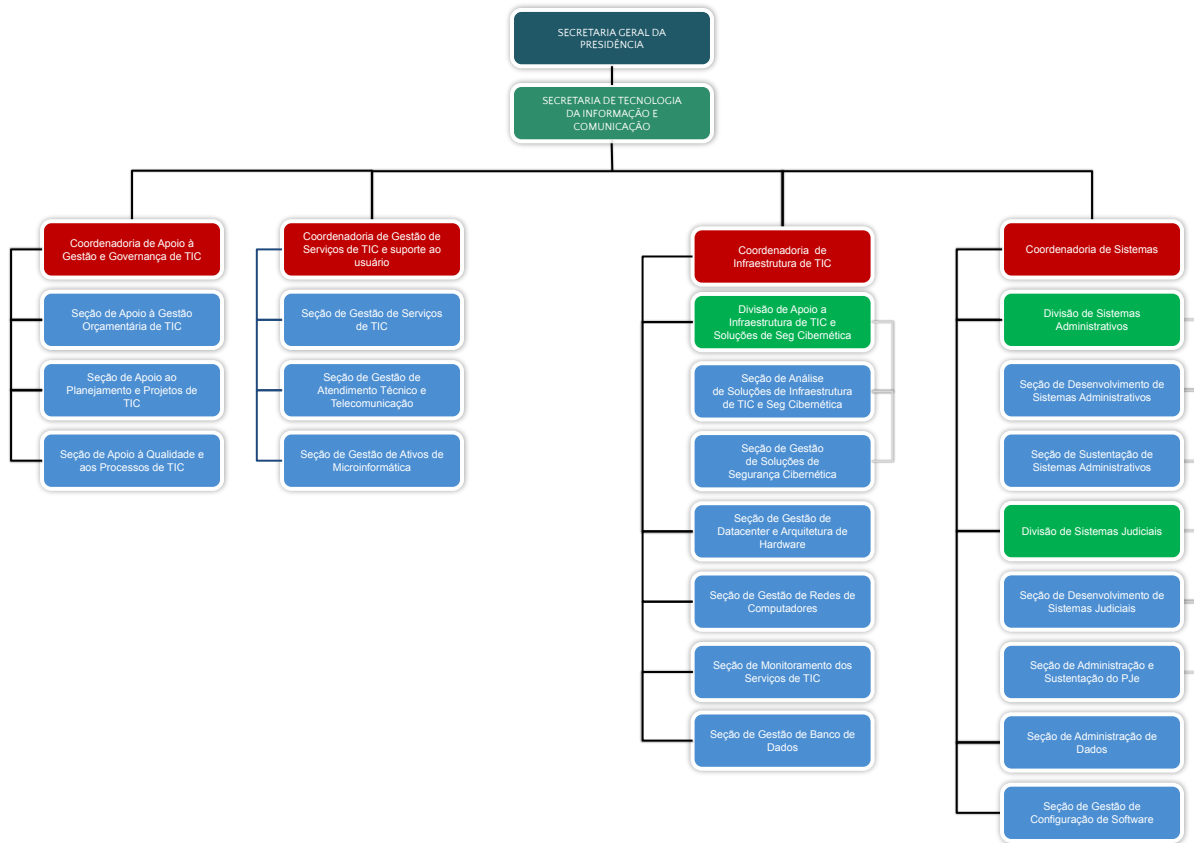 SECRETARIA GERAL DA
PRESIDÊNCIA
SECRETARIA DE TECNOLOGIA
DA INFORMAÇÃO E
COMUNICAÇÃO
Coordenadoria de Apoio à
Gestão e Governança de TIC
Seção de Apoio à Gestão
Orçamentária de TIC
Seção de Apoio ao
Planejamento e Projetos de
TIC
Seção de Apoio à Qualidade e
aos Processos de TIC
Coordenadoria de Gestão de
Serviços de TIC e suporte ao
usuário
Seção de Gestão de Serviços
de TIC
Seção de Gestão de
Atendimento Técnico e
Telecomunicação
Seção de Gestão de Ativos de
Microinformática
Coordenadoria de
Infraestrutura de TIC
Divisão de Apoio a
Infraestrutura de TIC e
Soluções de Seg Cibernética
Seção de Análise
de Soluções de Infraestrutura
de TIC e Seg Cibernética
Seção de Gestão
de Soluções de
Segurança Cibernética
Seção de Gestão de
Datacenter e Arquitetura de
Hardware
Seção de Gestão de Redes de
Computadores
Seção de Monitoramento dos
Serviços de TIC
Seção de Gestão de Banco de
Dados
Coordenadoria de Sistemas
Divisão de Sistemas
Administrativos
Seção de Desenvolvimento de
Sistemas Administrativos
Seção de Sustentação de
Sistemas Administrativos
Divisão de Sistemas Judiciais
Seção de Desenvolvimento de
Sistemas Judiciais
Seção de Administração e
Sustentação do PJe
Seção de Administração de
Dados
Seção de Gestão de
Configuração de Software